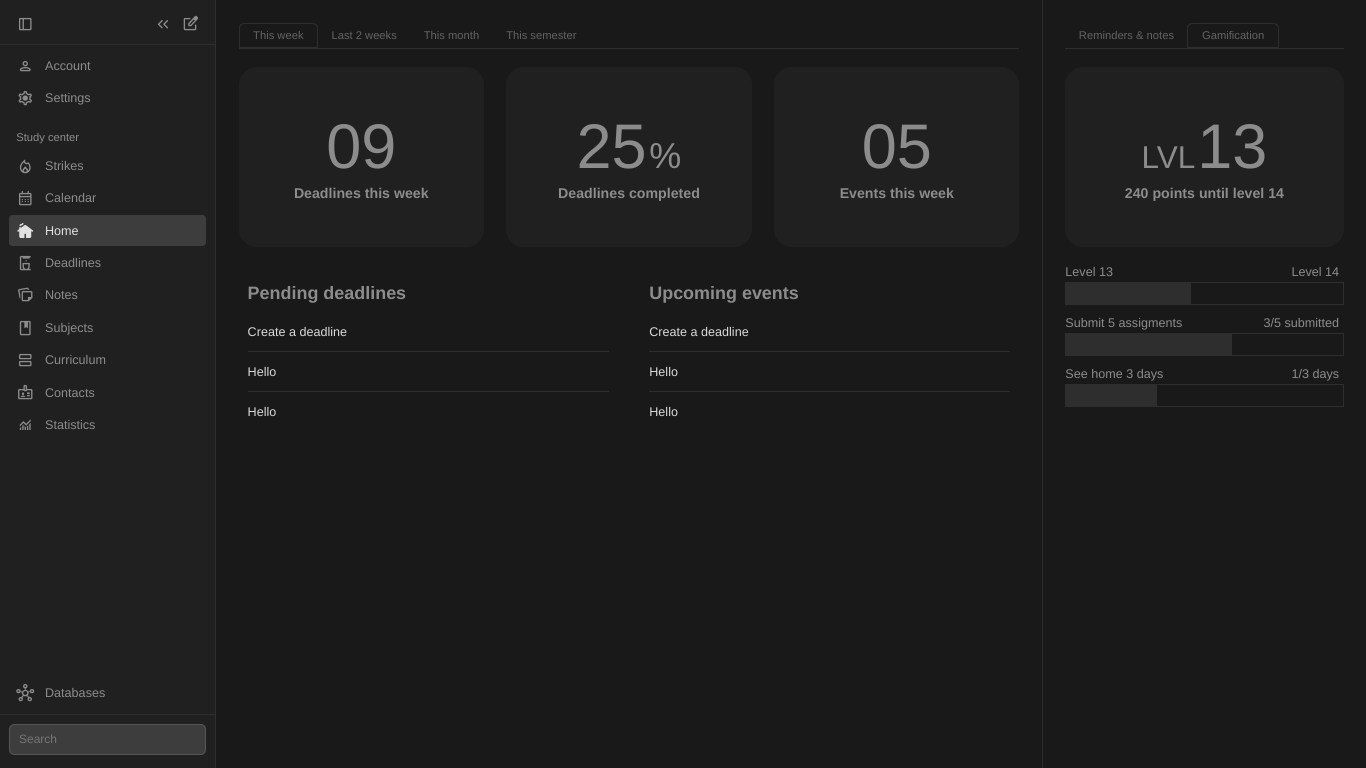 Account
Settings
Study center
Strikes
Calendar
Home
Deadlines
Notes
Subjects
Curriculum
Contacts
Statistics
Databases
Search
This week Last 2 weeks This month This semester
09
Deadlines this week
25%
Deadlines completed
05
Events this week
Pending deadlines
Create a deadline
Hello
Hello
Upcoming events
Create a deadline
Hello
Hello
Reminders & notes Gamification
LVL 13
240 points until level 14
Level 13 Level 14
Submit 5 assigments 3/5 submitted
See home 3 days 1/3 days